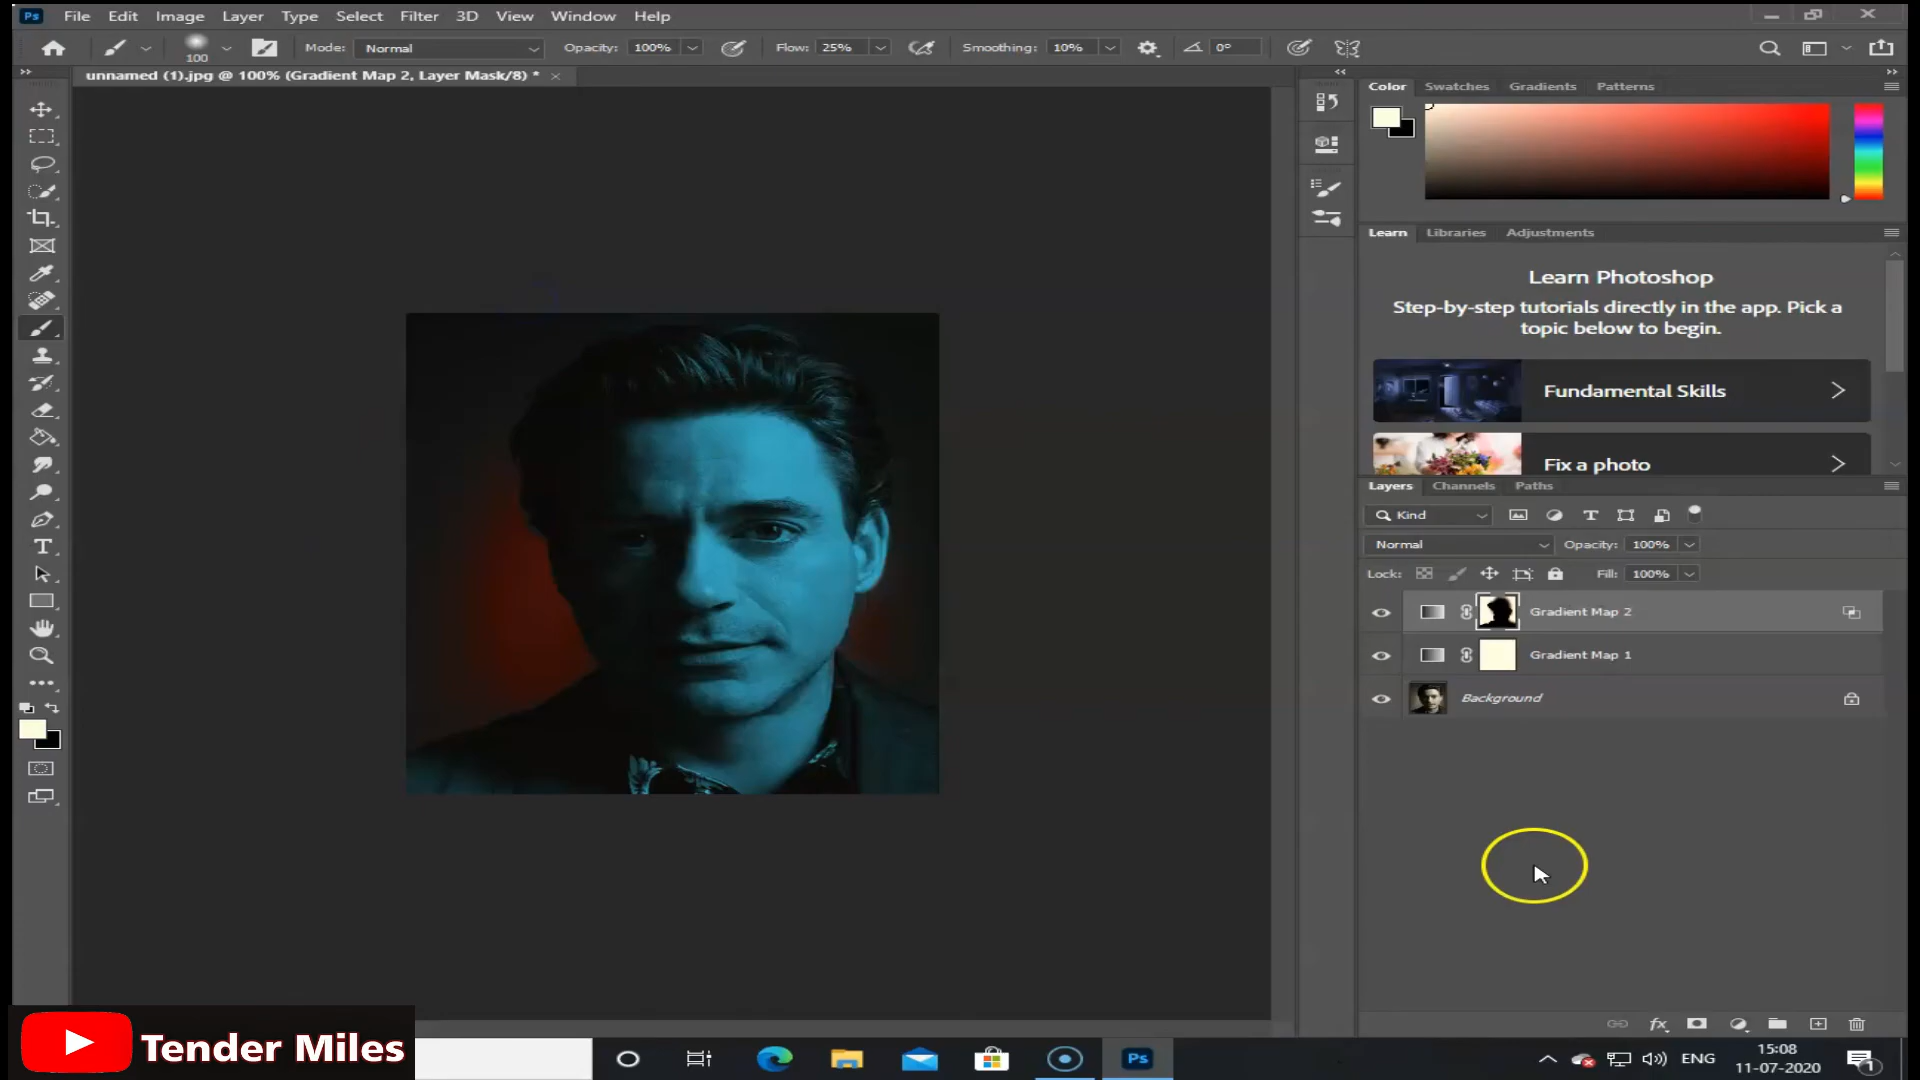 Ps File Edit Image Layer Type Select Filter 3D View Window Help
100 Mode: Normal Opacity: 100% Flow: 25% Smoothing: 10% 0°
unnamed (1).jpg @ 100% (Gradient Map 2, Layer Mask/8) * ×
Color Swatches Gradients Patterns
Learn Libraries Adjustments
Learn Photoshop
Step-by-step tutorials directly in the app. Pick a
topic below to begin.
Fundamental Skills
Fix a photo
Layers Channels Paths
Kind
Normal Opacity: 100%
Lock: Fill: 100%
Gradient Map 2
Gradient Map 1
Background
fx
Tender Miles
Ps
ENG
15:08
11-07-2020
1